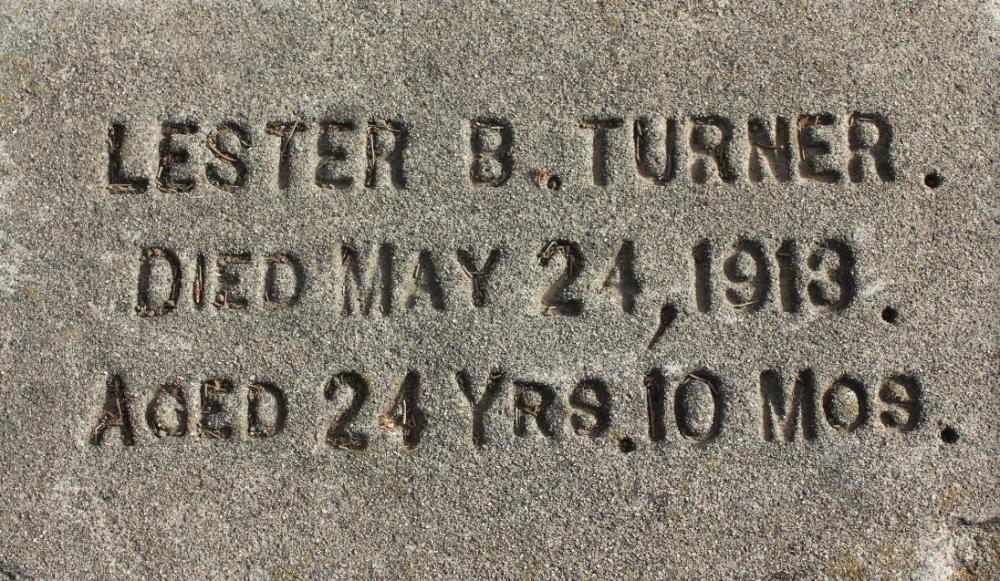 LESTER B. TURNER.
DIED MAY 24, 1913.
AGED 24 YRS. 10 MOS.